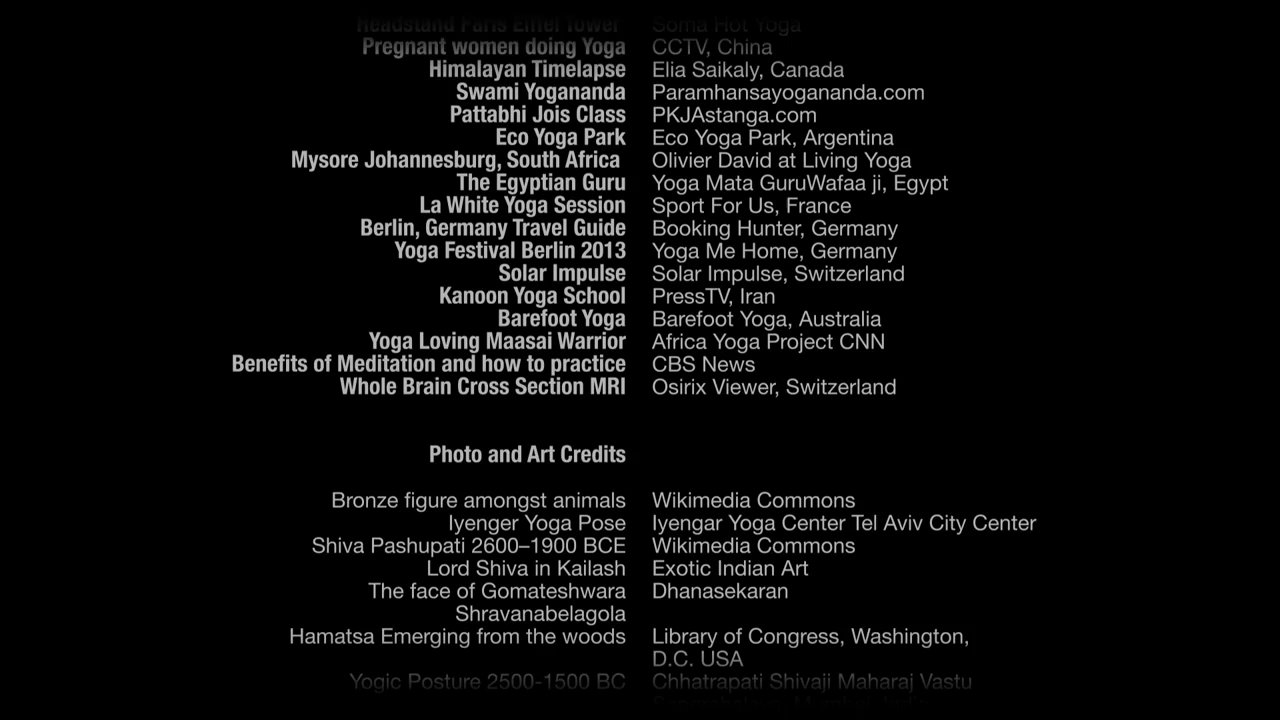 Headstand Paris Eiffel Tower Soma Hot Yoga
Pregnant women doing Yoga CCTV, China
Himalayan Timelapse Elia Saikaly, Canada
Swami Yogananda Paramhansayogananda.com
Pattabhi Jois Class PKJAstanga.com
Eco Yoga Park Eco Yoga Park, Argentina
Mysore Johannesburg, South Africa Olivier David at Living Yoga
The Egyptian Guru Yoga Mata GuruWafaa ji, Egypt
La White Yoga Session Sport For Us, France
Berlin, Germany Travel Guide Booking Hunter, Germany
Yoga Festival Berlin 2013 Yoga Me Home, Germany
Solar Impulse Solar Impulse, Switzerland
Kanoon Yoga School PressTV, Iran
Barefoot Yoga Barefoot Yoga, Australia
Yoga Loving Maasai Warrior Africa Yoga Project CNN
Benefits of Meditation and how to practice CBS News
Whole Brain Cross Section MRI Osirix Viewer, Switzerland
Photo and Art Credits
Bronze figure amongst animals Wikimedia Commons
Iyenger Yoga Pose Iyengar Yoga Center Tel Aviv City Center
Shiva Pashupati 2600–1900 BCE Wikimedia Commons
Lord Shiva in Kailash Exotic Indian Art
The face of Gomateshwara Dhanasekaran
Shravanabelagola
Hamatsa Emerging from the woods Library of Congress, Washington,
D.C. USA
Yogic Posture 2500-1500 BC Chhatrapati Shivaji Maharaj Vastu